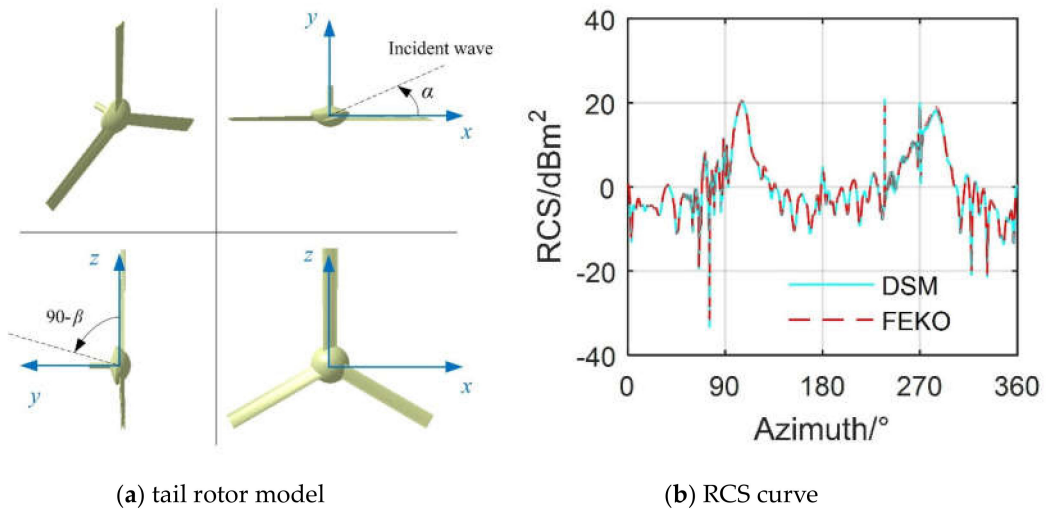 y
Incident wave
α
x
z
90-β
y
z
x
40
20
0
-20
-40
RCS/dBm²
DSM
FEKO
0 90 180 270 360
Azimuth/°
(a) tail rotor model
(b) RCS curve